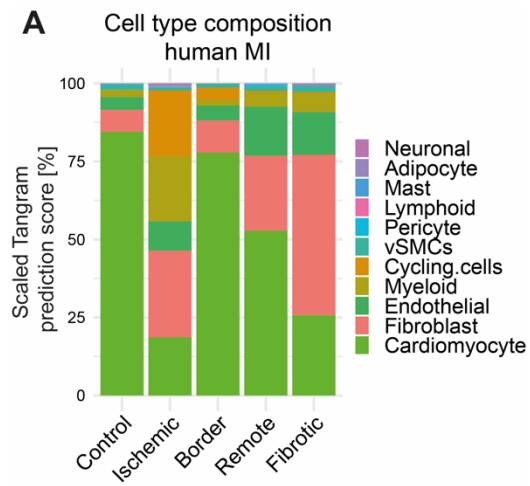 A
Cell type composition
human MI
Scaled Tangram
prediction score [%]
100
75
50
25
0
Control
Ischemic
Border
Remote
Fibrotic
Neuronal
Adipocyte
Mast
Lymphoid
Pericyte
vSMCs
Cycling.cells
Myeloid
Endothelial
Fibroblast
Cardiomyocyte